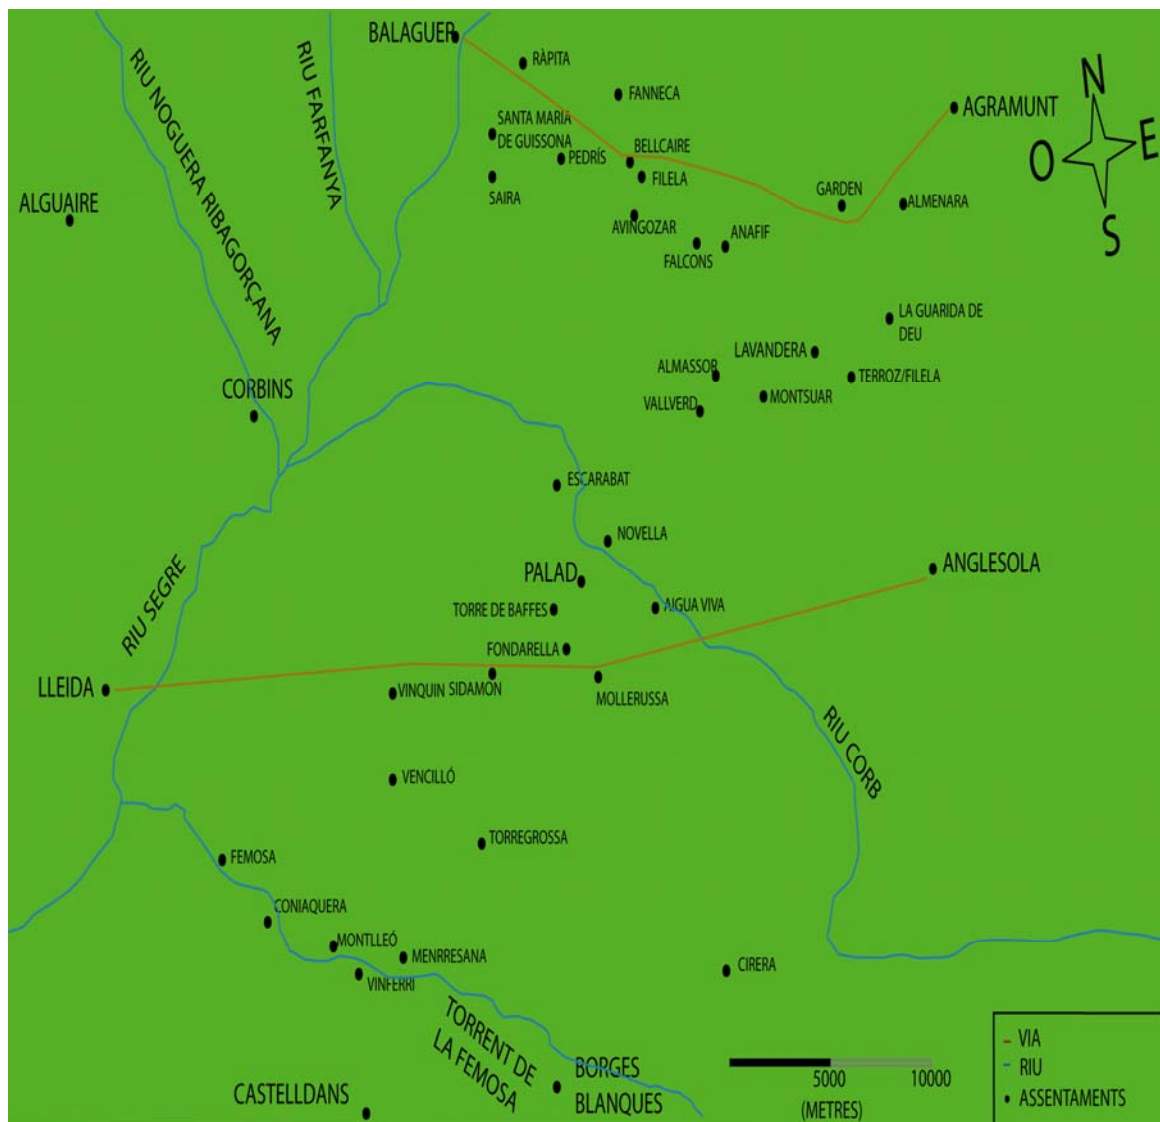 BALAGUER
RÀPITA
FANNECA
AGRAMUNT
N
O
E
S
RIU NOGUERA RIBAGORÇANA
RIU FARFANYA
SANTA MARIA
DE GUISSONA
PEDRÍS
BELLCAIRE
FILELA
SAIRA
ALGUAIRE
GARDEN
ALMENARA
AVINGOZAR
FALCONS
ANAFIF
LA GUARIDA DE
DEU
LAVANDERA
ALMASSOR
TERROZ/FILELA
MONTSUAR
VALLVERD
CORBINS
ESCARABAT
NOVELLA
PALAD
ANGLESOLA
TORRE DE BAFFES
AIGUA VIVA
RIU SEGRE
FONDARELLA
LLEIDA
VINQUIN
SIDAMON
MOLLERUSSA
RIU CORB
VENCILLÓ
TORREGROSSA
FEMOSA
CONIAQUERA
MONTLLEÓ
MENRRESANA
VINFERRI
CIRERA
TORRENT DE
LA FEMOSA
BORGES
BLANQUES
CASTELLDANS
5000
10000
(METRES)
VIA
RIU
ASSENTAMENTS